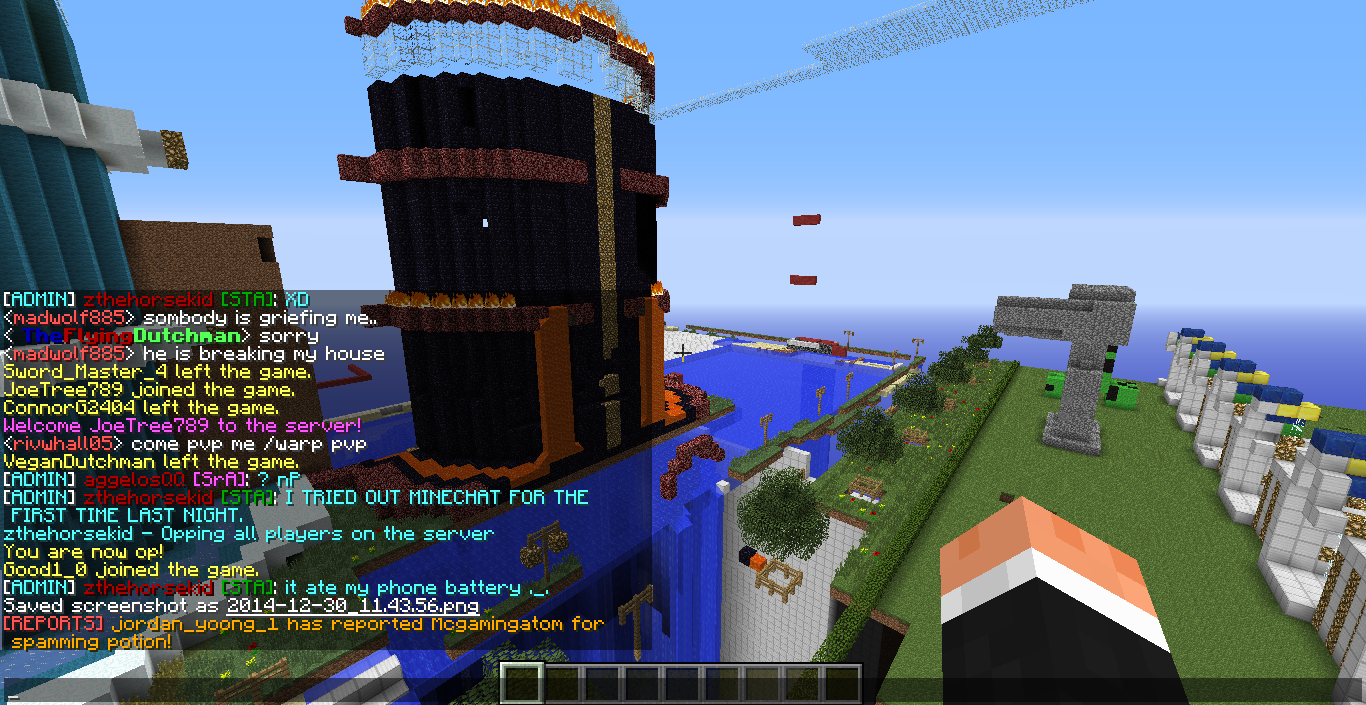 [ADMIN] zthehorsekid [STA]: XD
<madwolf885> sombody is griefing me..
< TheFlyingDutchman> sorry
<madwolf885> he is breaking my house
Sword_Master_4 left the game.
JoeTree789 joined the game.
ConnorG2404 left the game.
Welcome JoeTree789 to the server!
<rivwhall05> come pvp me /warp pvp
VeganDutchman left the game.
[ADMIN] aggelosQQ [SrA]: ? nP
[ADMIN] zthehorsekid [STA]: I TRIED OUT MINECHAT FOR THE
FIRST TIME LAST NIGHT.
zthehorsekid - Opping all players on the server
You are now op!
Good1_0 joined the game.
[ADMIN] zthehorsekid [STA]: it ate my phone battery ._.
Saved screenshot as 2014-12-30_11.43.56.png
[REPORTS] jordan_yoong_1 has reported Mcgamingatom for
spamming potion!
_